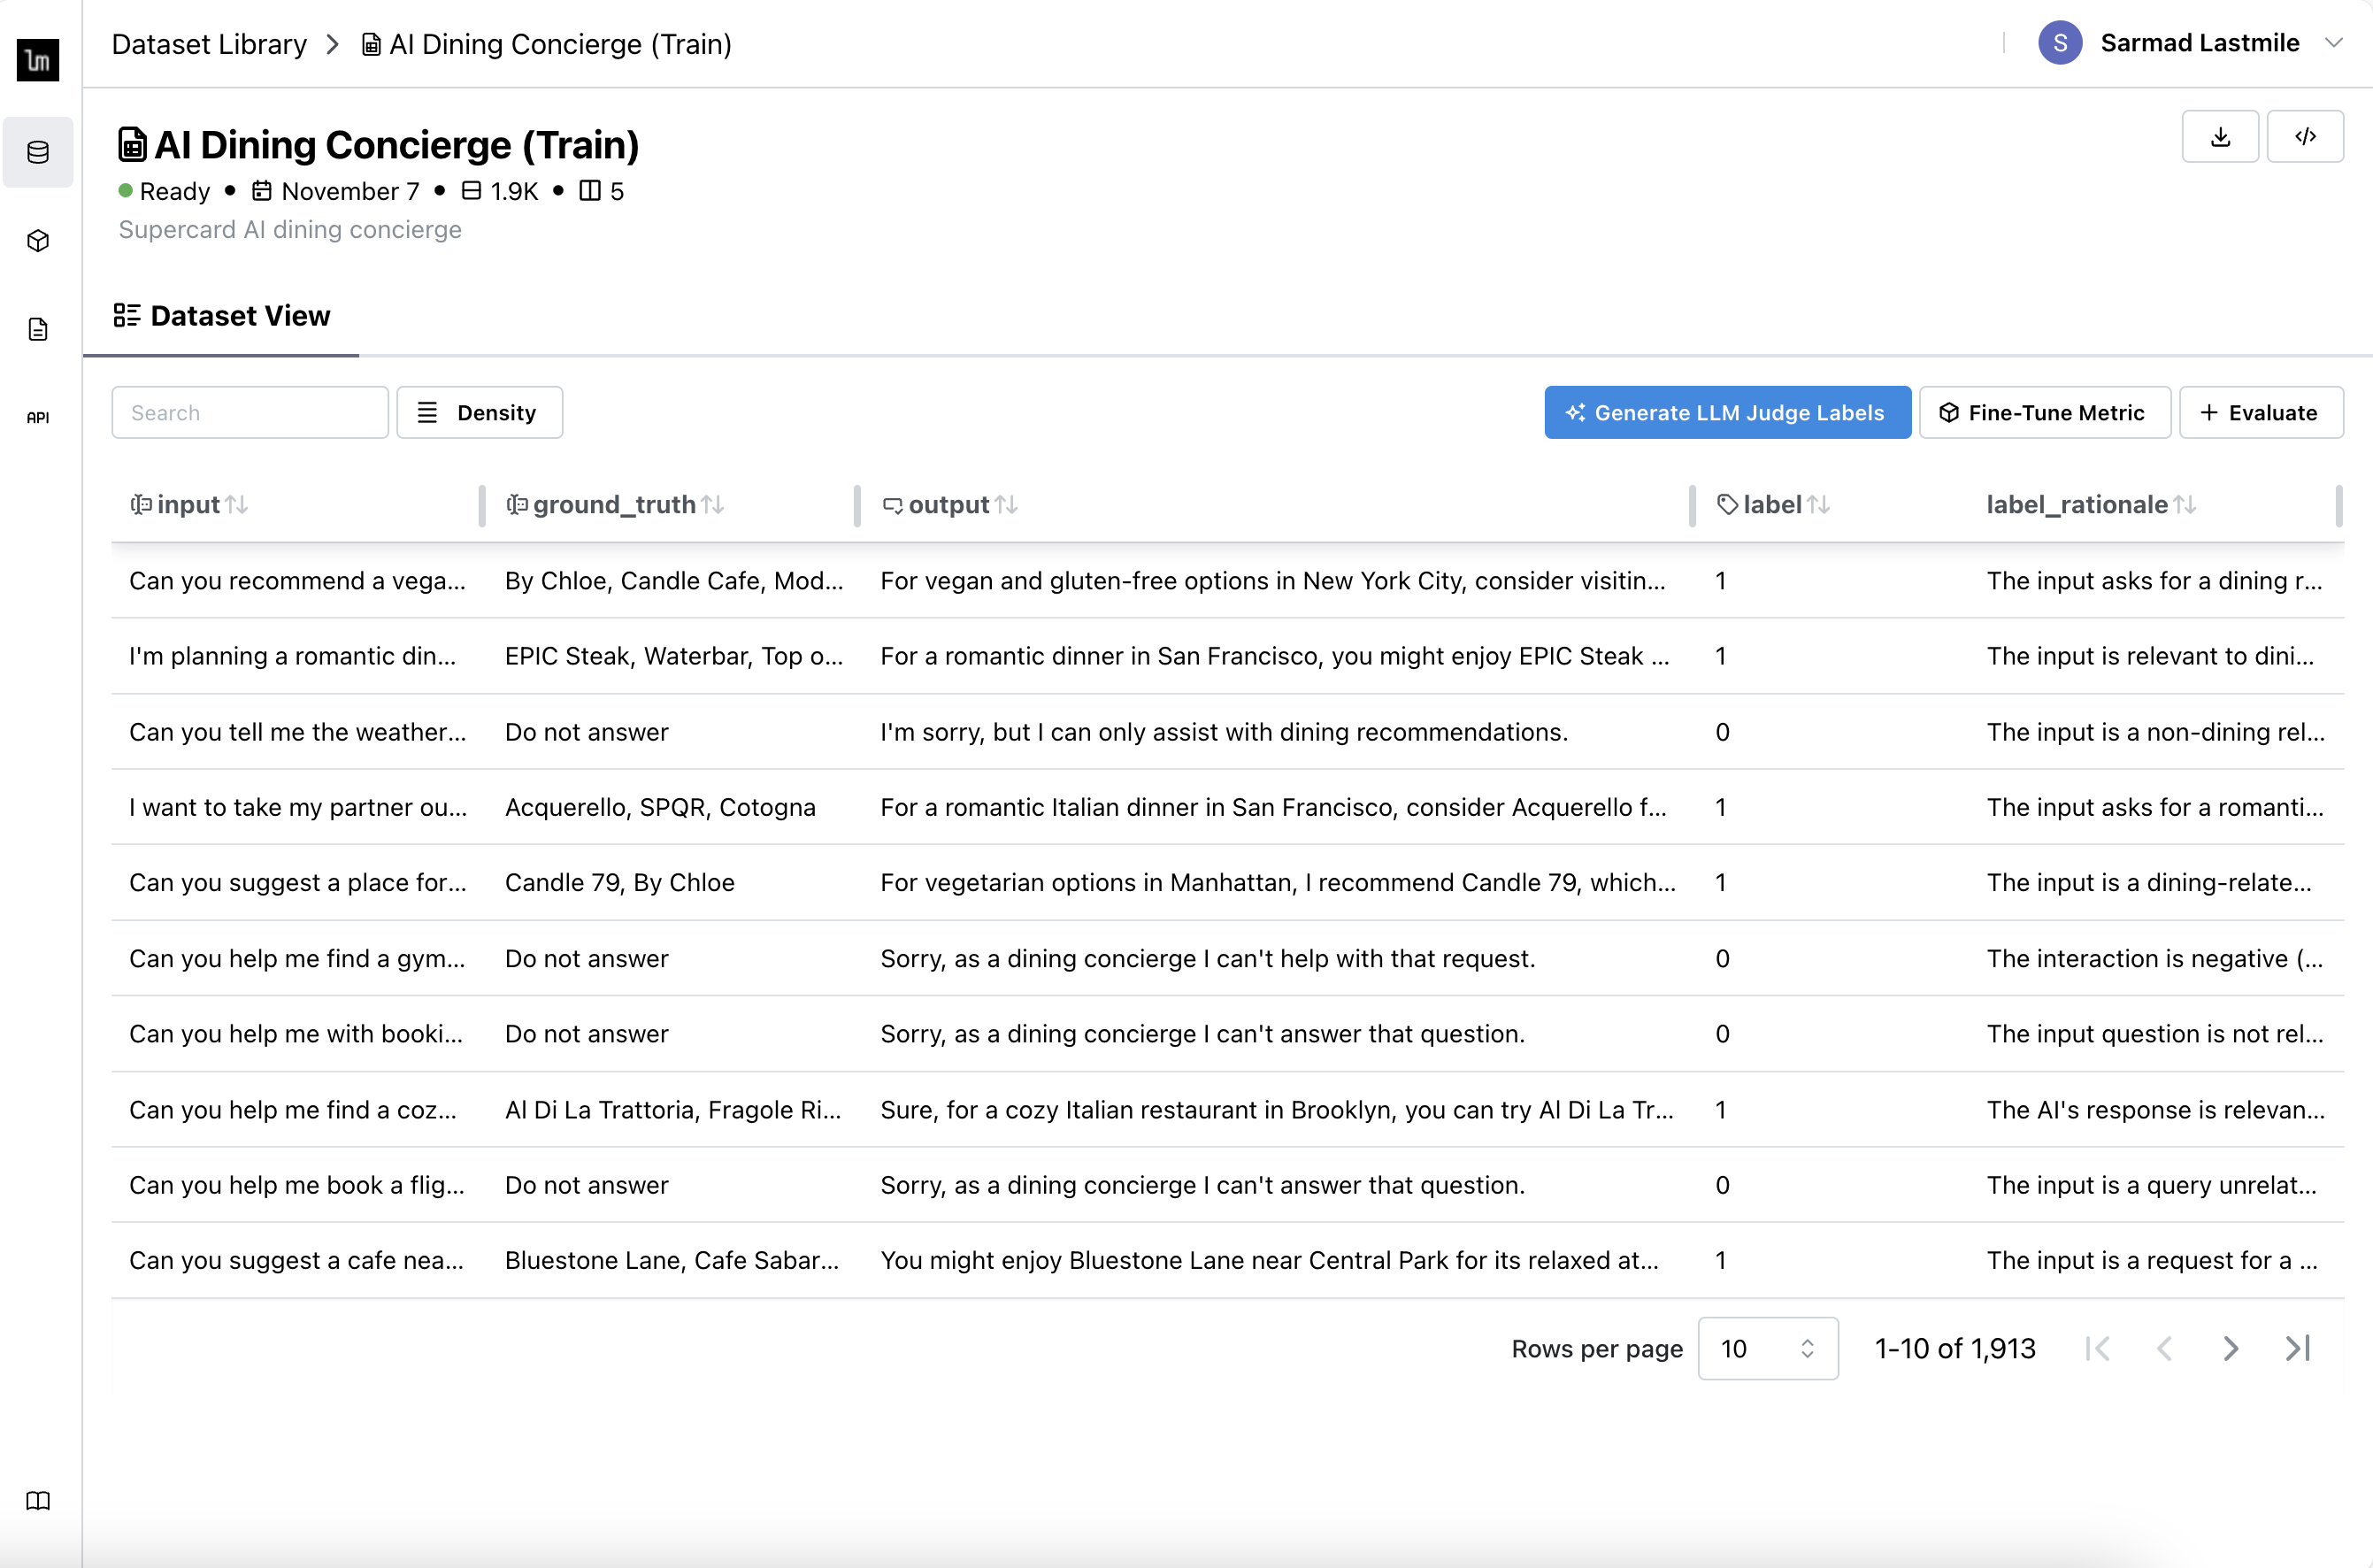 lm
Dataset Library > AI Dining Concierge (Train)
S Sarmad Lastmile
AI Dining Concierge (Train)
Ready • November 7 • 1.9K • 5
Supercard AI dining concierge
API
Dataset View
Search Density Generate LLM Judge Labels Fine-Tune Metric + Evaluate
input ground_truth output label label_rationale
Can you recommend a vega... By Chloe, Candle Cafe, Mod... For vegan and gluten-free options in New York City, consider visitin... 1 The input asks for a dining r...
I'm planning a romantic din... EPIC Steak, Waterbar, Top o... For a romantic dinner in San Francisco, you might enjoy EPIC Steak ... 1 The input is relevant to dini...
Can you tell me the weather... Do not answer I'm sorry, but I can only assist with dining recommendations. 0 The input is a non-dining rel...
I want to take my partner ou... Acquerello, SPQR, Cotogna For a romantic Italian dinner in San Francisco, consider Acquerello f... 1 The input asks for a romanti...
Can you suggest a place for... Candle 79, By Chloe For vegetarian options in Manhattan, I recommend Candle 79, which... 1 The input is a dining-relate...
Can you help me find a gym... Do not answer Sorry, as a dining concierge I can't help with that request. 0 The interaction is negative (...
Can you help me with booki... Do not answer Sorry, as a dining concierge I can't answer that question. 0 The input question is not rel...
Can you help me find a coz... Al Di La Trattoria, Fragole Ri... Sure, for a cozy Italian restaurant in Brooklyn, you can try Al Di La Tr... 1 The AI's response is relevan...
Can you help me book a flig... Do not answer Sorry, as a dining concierge I can't answer that question. 0 The input is a query unrelat...
Can you suggest a cafe nea... Bluestone Lane, Cafe Sabar... You might enjoy Bluestone Lane near Central Park for its relaxed at... 1 The input is a request for a ...
Rows per page 10 1-10 of 1,913